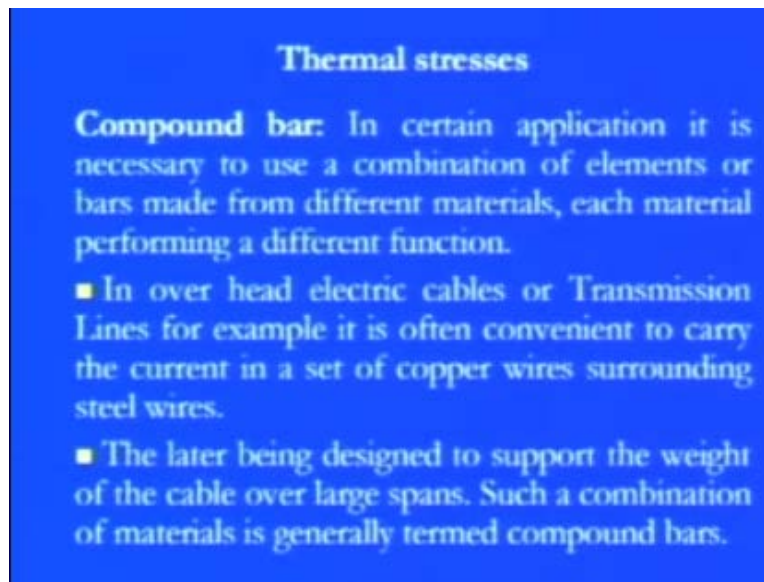 Thermal stresses
Compound bar: In certain application it is
necessary to use a combination of elements or
bars made from different materials, each material
performing a different function.
▪ In over head electric cables or Transmission
Lines for example it is often convenient to carry
the current in a set of copper wires surrounding
steel wires.
▪ The later being designed to support the weight
of the cable over large spans. Such a combination
of materials is generally termed compound bars.